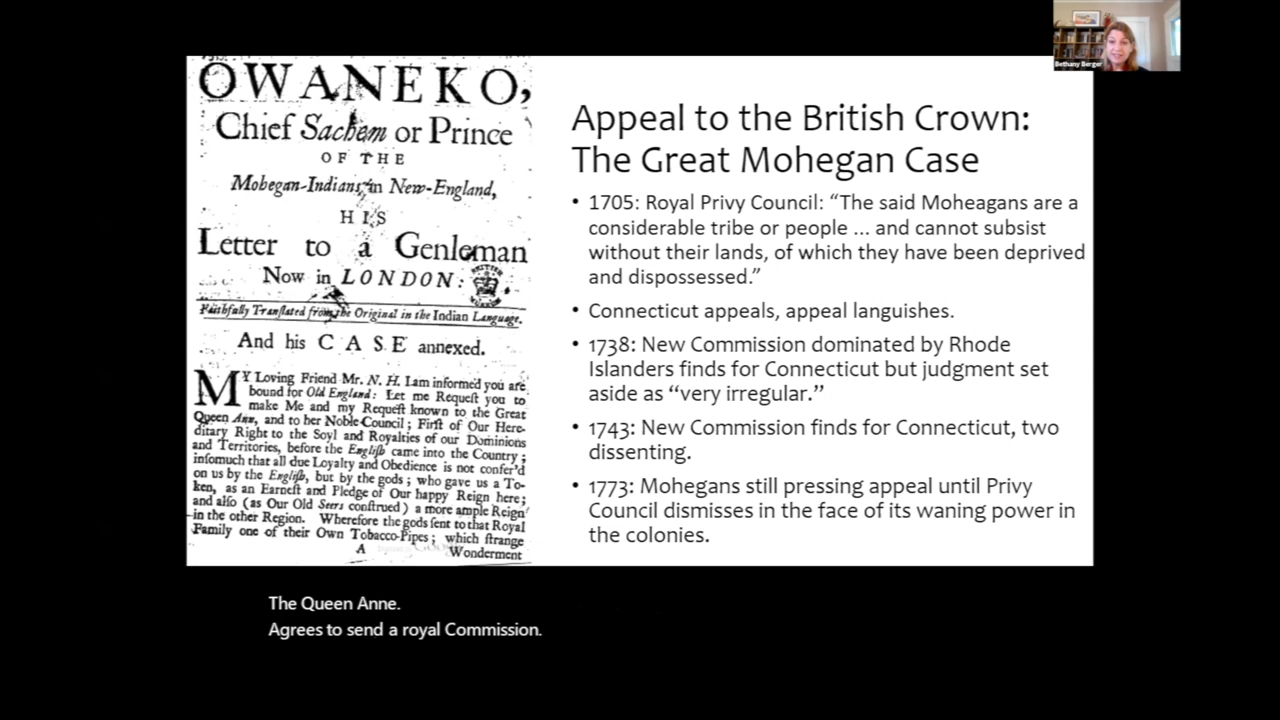 Bethany Berger
OWANEKO,
Chief Sachem or Prince
OF THE
Mohegan-Indians in New-England,
HIS
Letter to a Genleman
Now in LONDON:
Faithfully Tranſlated from the Original in the Indian Language.
And his CASE annexed.
MY Loving Friend Mr. N. H. I am informed you are
bound for Old England: Let me Requeſt you to
make Me and my Requeſt known to the Great
Queen Ann, and to her Noble Council; Firſt of Our Here-
ditary Right to the Soyl and Royalties of our Dominions
and Territories, before the Engliſh came into the Country;
inſomuch that all due Loyalty and Obedience is not confer'd
on us by the Engliſh, but by the gods; who gave us a To-
ken, as an Earneſt and Pledge of Our happy Reign here;
and alſo (as Our Old Seers conſtrued) a more ample Reign
in the other Region. Wherefore the gods ſent to that Royal
Family one of their Own Tobacco-Pipes; which ſtrange
A Wonderment
Appeal to the British Crown:
The Great Mohegan Case
• 1705: Royal Privy Council: “The said Moheagans are a
considerable tribe or people ... and cannot subsist
without their lands, of which they have been deprived
and dispossessed.”
• Connecticut appeals, appeal languishes.
• 1738: New Commission dominated by Rhode
Islanders finds for Connecticut but judgment set
aside as “very irregular.”
• 1743: New Commission finds for Connecticut, two
dissenting.
• 1773: Mohegans still pressing appeal until Privy
Council dismisses in the face of its waning power in
the colonies.
The Queen Anne.
Agrees to send a royal Commission.